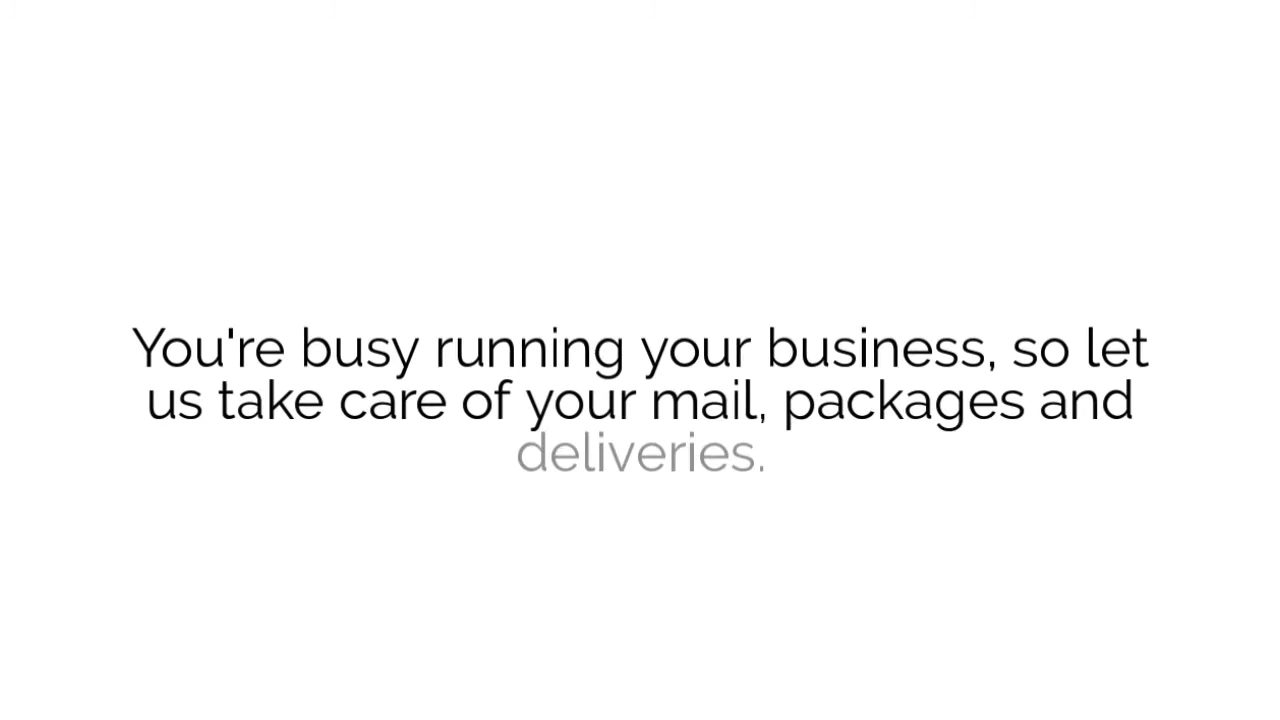 You're busy running your business, so let
us take care of your mail, packages and
deliveries.